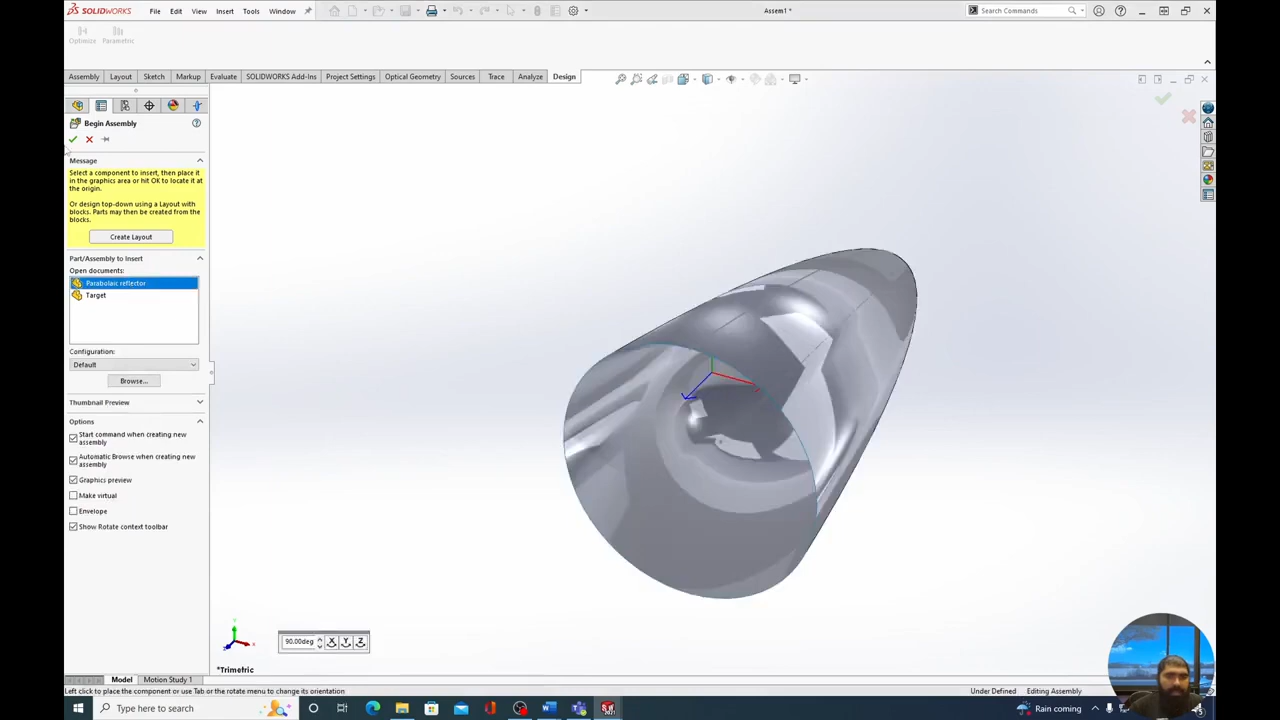 SOLIDWORKS File Edit View Insert Tools Window Assem1 * Search Commands
Optimize Parametric
Assembly Layout Sketch Markup Evaluate SOLIDWORKS Add-Ins Project Settings Optical Geometry Sources Trace Analyze Design
Begin Assembly
Message
Select a component to insert, then place it
in the graphics area or hit OK to locate it at
the origin.
Or design top-down using a Layout with
blocks. Parts may then be created from the
blocks.
Create Layout
Part/Assembly to Insert
Open documents:
Parabolaic reflector
Target
Configuration:
Default
Browse...
Thumbnail Preview
Options
Start command when creating new
assembly
Automatic Browse when creating new
assembly
Graphics preview
Make virtual
Envelope
Show Rotate context toolbar
90.00deg X Y Z
*Trimetric
Model Motion Study 1
Left click to place the component or use Tab or the rotate menu to change its orientation Under Defined Editing Assembly
Type here to search Rain coming